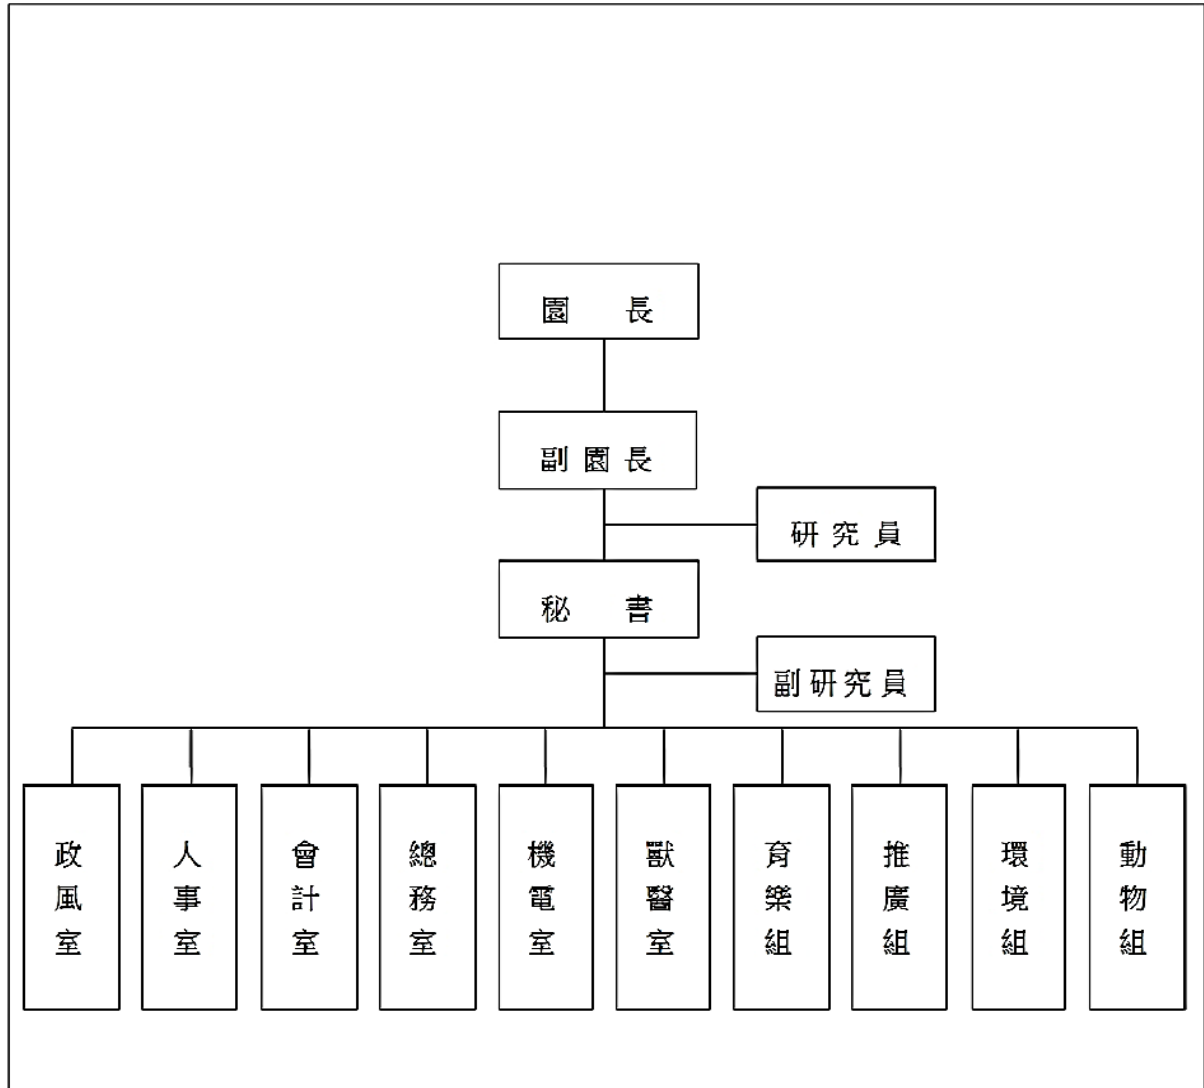 園長
副園長
研究員
秘書
副研究員
政風室
人事室
會計室
總務室
機電室
獸醫室
育樂組
推廣組
環境組
動物組